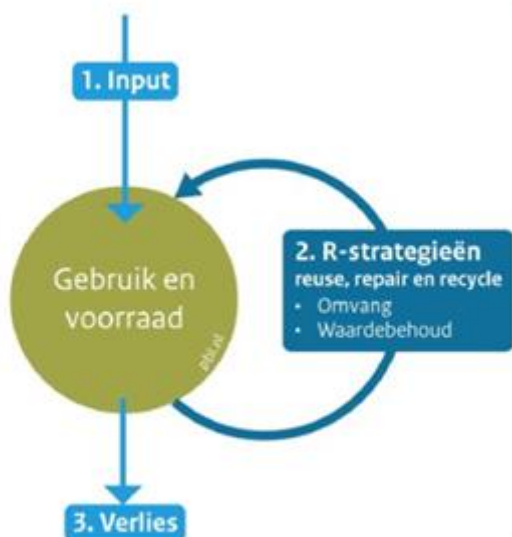 1. Input
Gebruik en
voorraad
pbl.nl
2. R-strategieën
reuse, repair en recycle
• Omvang
• Waardebehoud
3. Verlies